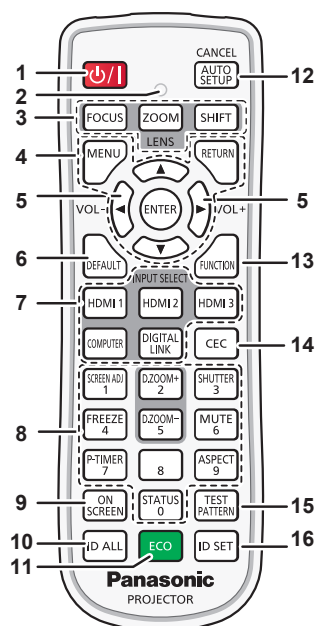 CANCEL
1
AUTO
SETUP
12
2
3
FOCUS
ZOOM
SHIFT
LENS
4
MENU
RETURN
5
VOL-
ENTER
VOL+
5
6
DEFAULT
FUNCTION
13
INPUT SELECT
7
HDMI 1
HDMI 2
HDMI 3
COMPUTER
DIGITAL
LINK
CEC
14
SCREEN ADJ
1
D.ZOOM+
2
SHUTTER
3
8
FREEZE
4
D.ZOOM-
5
MUTE
6
P-TIMER
7
8
ASPECT
9
9
ON
SCREEN
STATUS
0
TEST
PATTERN
15
10
ID ALL
ECO
ID SET
16
11
Panasonic
PROJECTOR